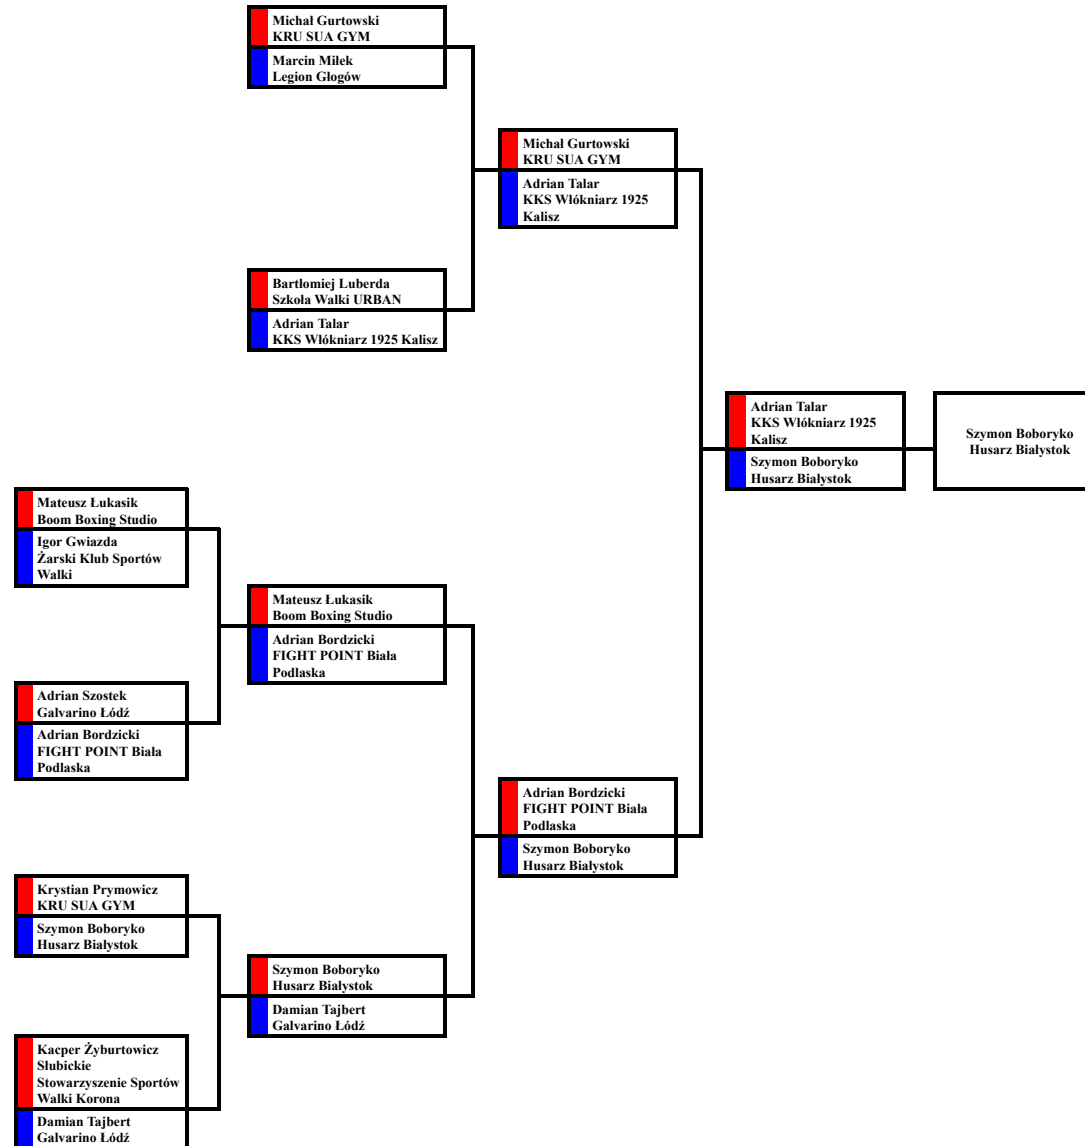 Michał Gurtowski
KRU SUA GYM
Marcin Miłek
Legion Głogów
Michał Gurtowski
KRU SUA GYM
Adrian Talar
KKS Włókniarz 1925
Kalisz
Bartłomiej Luberda
Szkoła Walki URBAN
Adrian Talar
KKS Włókniarz 1925 Kalisz
Adrian Talar
KKS Włókniarz 1925
Kalisz
Szymon Boboryko
Husarz Białystok
Szymon Boboryko
Husarz Białystok
Mateusz Łukasik
Boom Boxing Studio
Igor Gwiazda
Żarski Klub Sportów
Walki
Mateusz Łukasik
Boom Boxing Studio
Adrian Bordzicki
FIGHT POINT Biała
Podlaska
Adrian Szostek
Galvarino Łódź
Adrian Bordzicki
FIGHT POINT Biała
Podlaska
Adrian Bordzicki
FIGHT POINT Biała
Podlaska
Szymon Boboryko
Husarz Białystok
Krystian Prymowicz
KRU SUA GYM
Szymon Boboryko
Husarz Białystok
Szymon Boboryko
Husarz Białystok
Damian Tajbert
Galvarino Łódź
Kacper Żyburtowicz
Słubickie
Stowarzyszenie Sportów
Walki Korona
Damian Tajbert
Galvarino Łódź